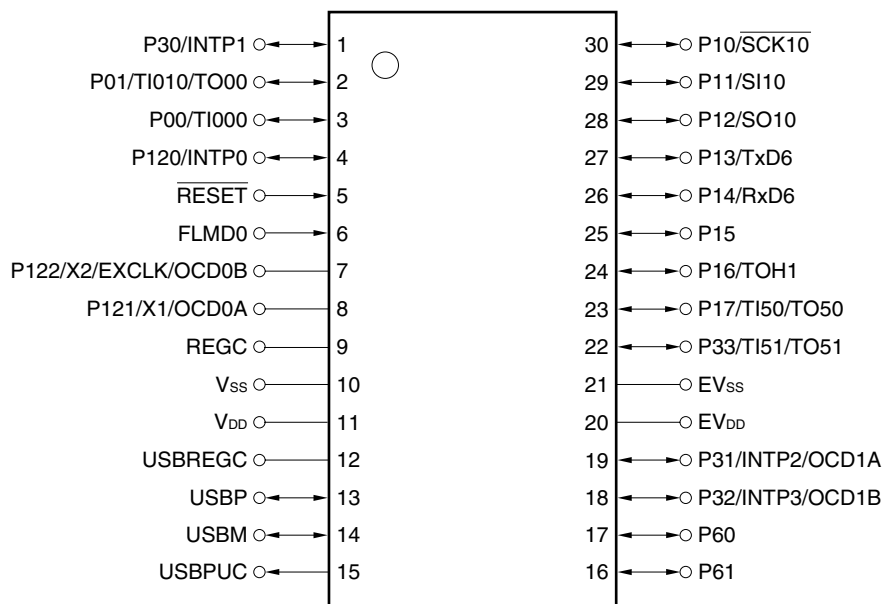 P30/INTP1 1 30 P10/SCK10
P01/TI010/TO00 2 29 P11/SI10
P00/TI000 3 28 P12/SO10
P120/INTP0 4 27 P13/TxD6
RESET 5 26 P14/RxD6
FLMD0 6 25 P15
P122/X2/EXCLK/OCD0B 7 24 P16/TOH1
P121/X1/OCD0A 8 23 P17/TI50/TO50
REGC 9 22 P33/TI51/TO51
VSS 10 21 EVSS
VDD 11 20 EVDD
USBREGC 12 19 P31/INTP2/OCD1A
USBP 13 18 P32/INTP3/OCD1B
USBM 14 17 P60
USBPUC 15 16 P61